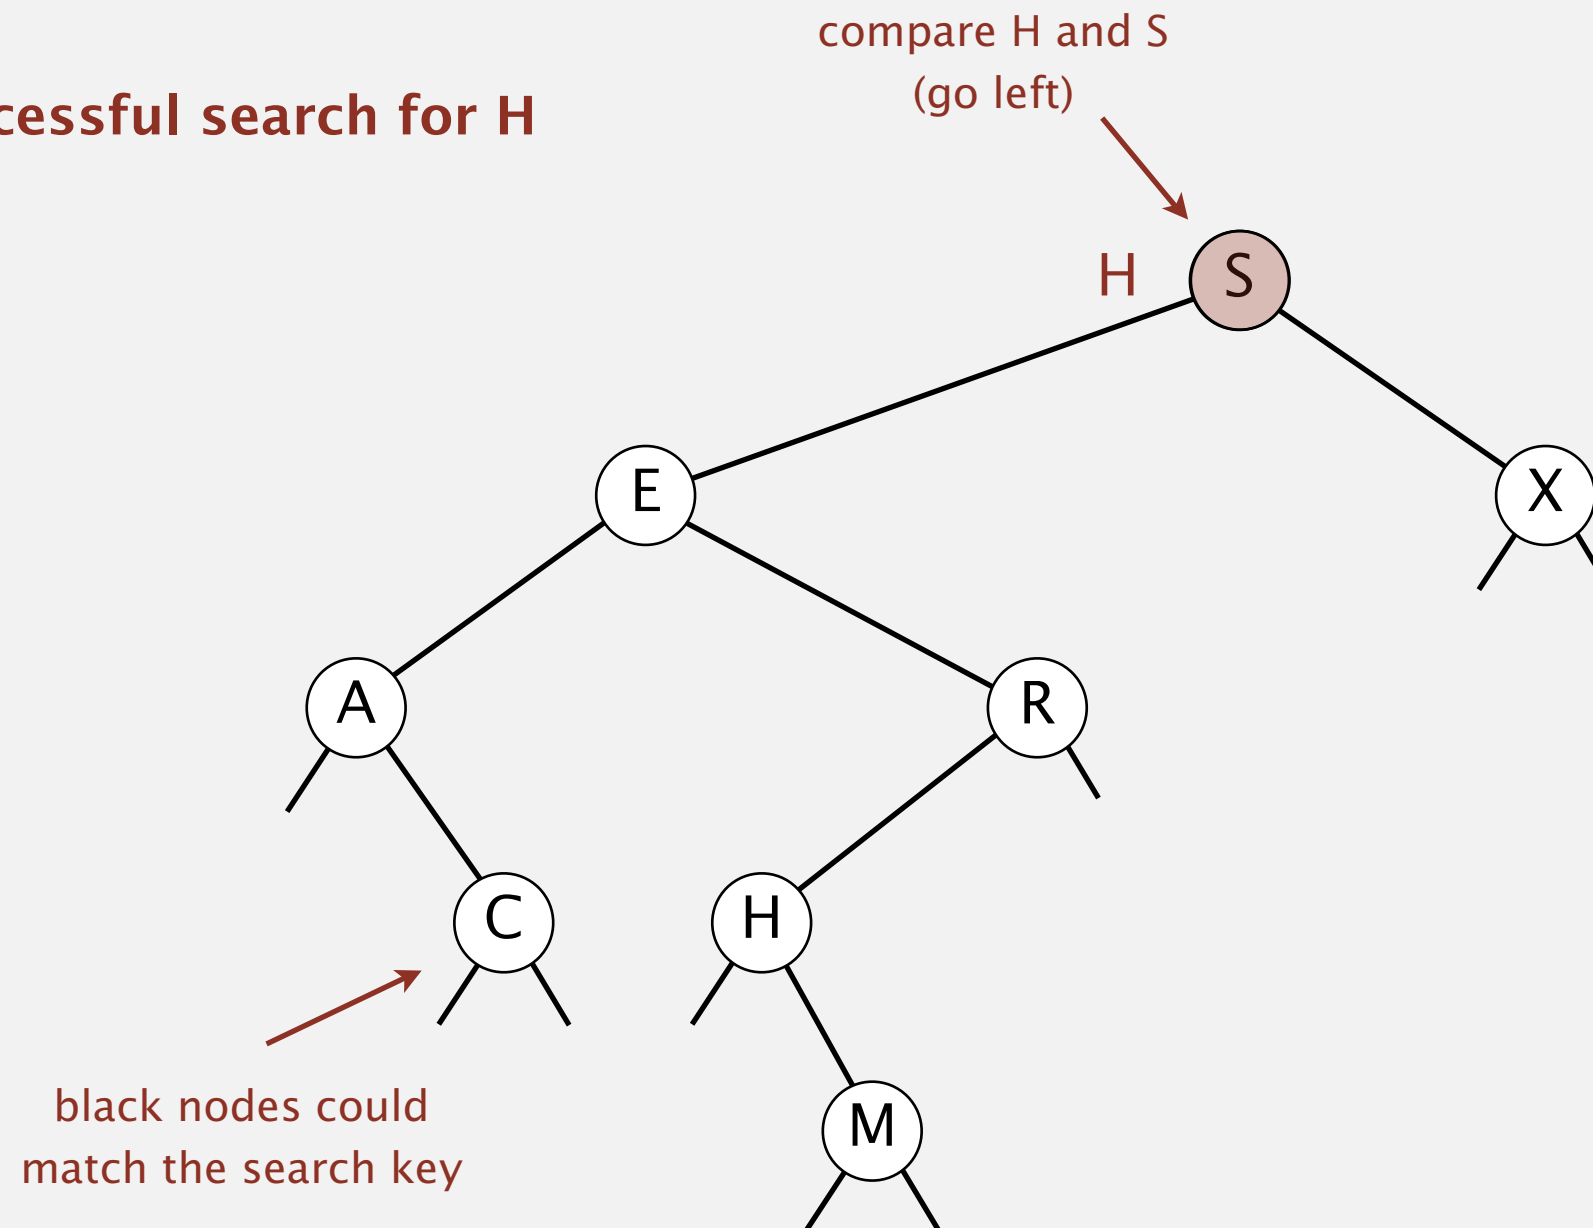 compare H and S
(go left)
cessful search for H
H
S
E
X
A
R
C
H
M
black nodes could
match the search key